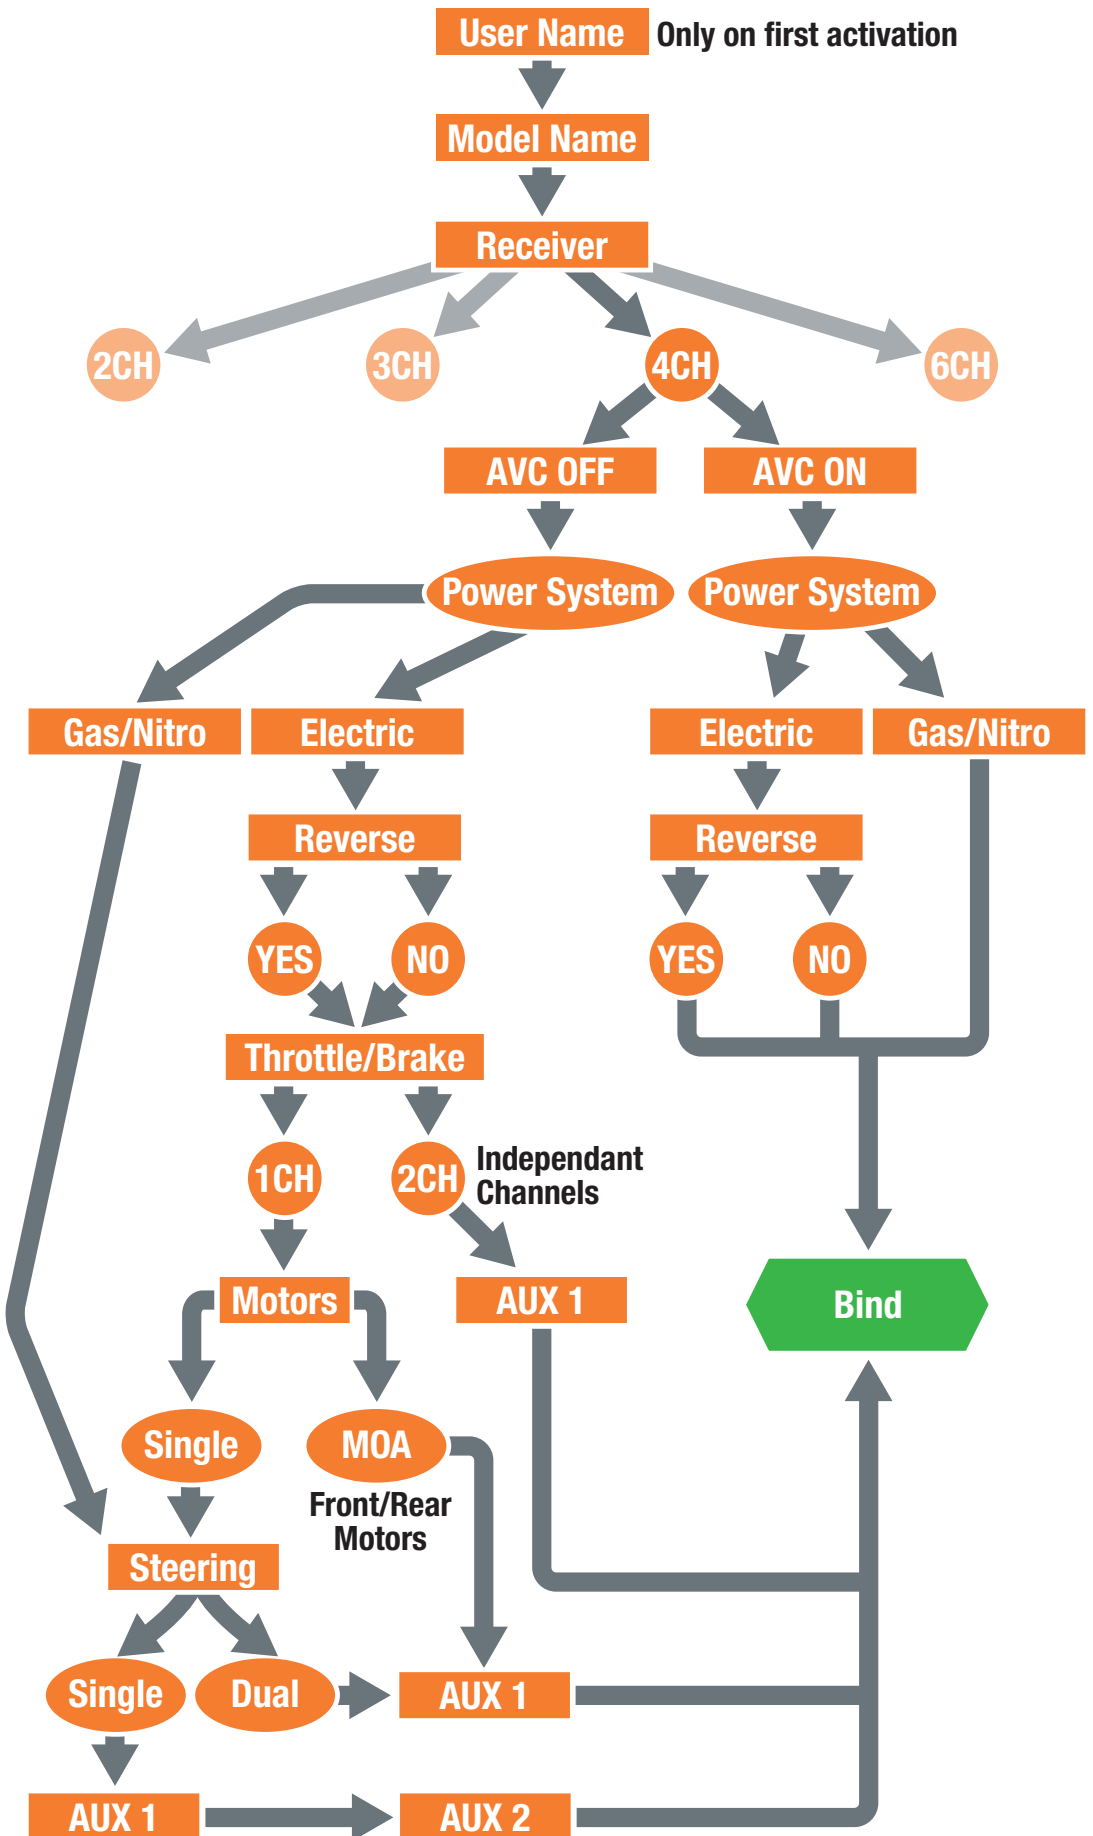 User Name Only on first activation
Model Name
Receiver
2CH 3CH 4CH 6CH
AVC OFF AVC ON
Power System Power System
Gas/Nitro Electric Electric Gas/Nitro
Reverse Reverse
YES NO YES NO
Throttle/Brake
1CH 2CH Independant
Channels
Motors AUX 1 Bind
Single MOA
Front/Rear
Motors
Steering
Single Dual AUX 1
AUX 1 AUX 2